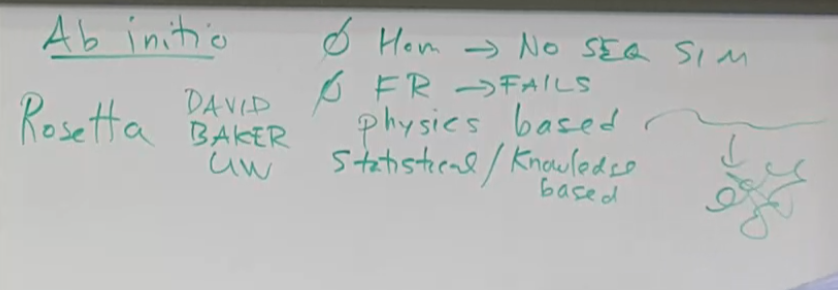 Ab initio
∅ Hom → NO SEQ SIM
∅ FR → FAILS
Rosetta
DAVID
BAKER
UW
physics based
Statistical/Knowledge
based